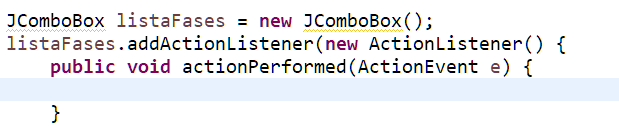 JComboBox listaFases = new JComboBox();
listaFases.addActionListener(new ActionListener() {
    public void actionPerformed(ActionEvent e) {
    }